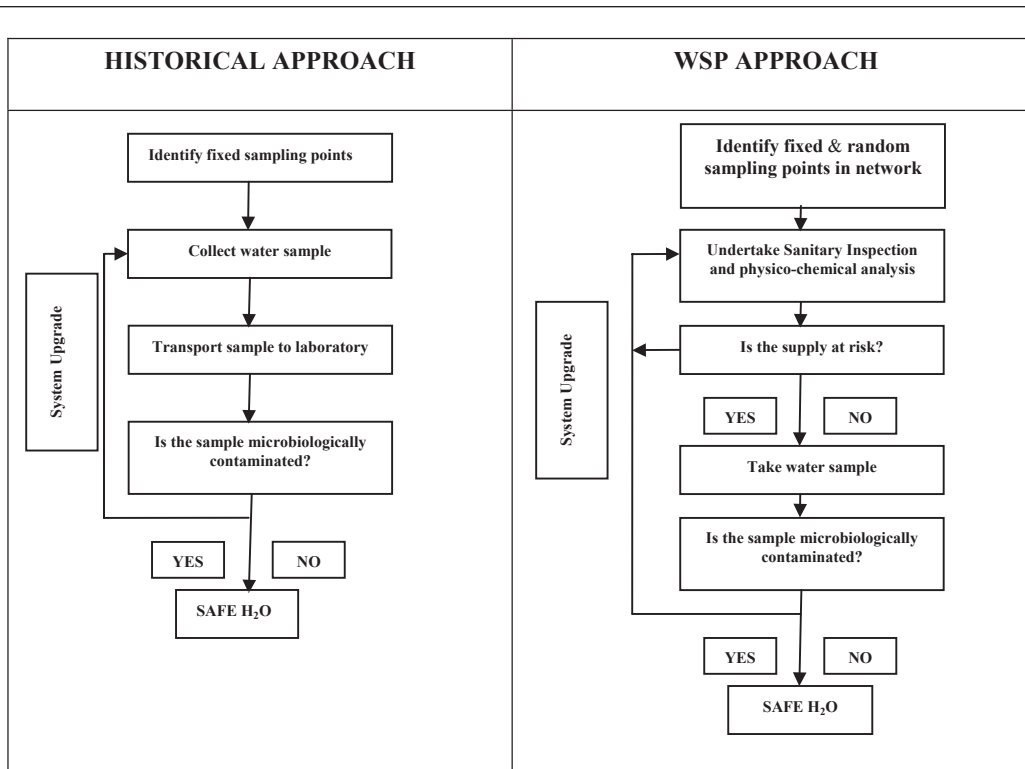 HISTORICAL APPROACH
Identify fixed sampling points
Collect water sample
System Upgrade
Transport sample to laboratory
Is the sample microbiologically
contaminated?
YES
NO
SAFE H₂O
WSP APPROACH
Identify fixed & random
sampling points in network
Undertake Sanitary Inspection
and physico-chemical analysis
System Upgrade
Is the supply at risk?
YES
NO
Take water sample
Is the sample microbiologically
contaminated?
YES
NO
SAFE H₂O